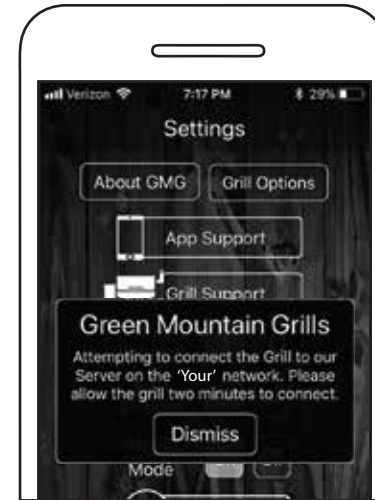 Verizon 7:17 PM 29%
Settings
About GMG Grill Options
App Support
Grill Support
Green Mountain Grills
Attempting to connect the Grill to our
Server on the 'Your' network. Please
allow the grill two minutes to connect.
Dismiss
Mode